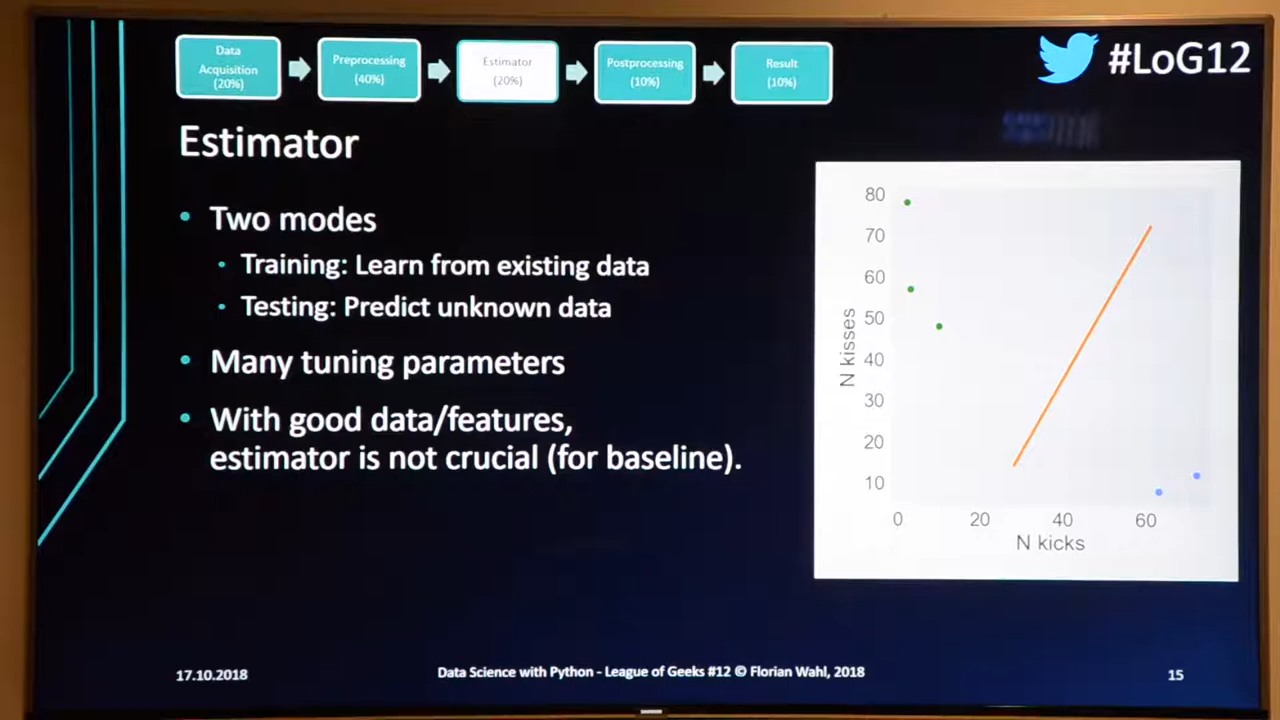 Data
Acquisition
(20%)
Preprocessing
(40%)
Estimator
(20%)
Postprocessing
(10%)
Result
(10%)
#LoG12
Estimator
• Two modes
• Training: Learn from existing data
• Testing: Predict unknown data
• Many tuning parameters
• With good data/features,
estimator is not crucial (for baseline).
80
70
60
50
40
30
20
10
N kisses
0 20 40 60
N kicks
17.10.2018
Data Science with Python - League of Geeks #12 © Florian Wahl, 2018
15